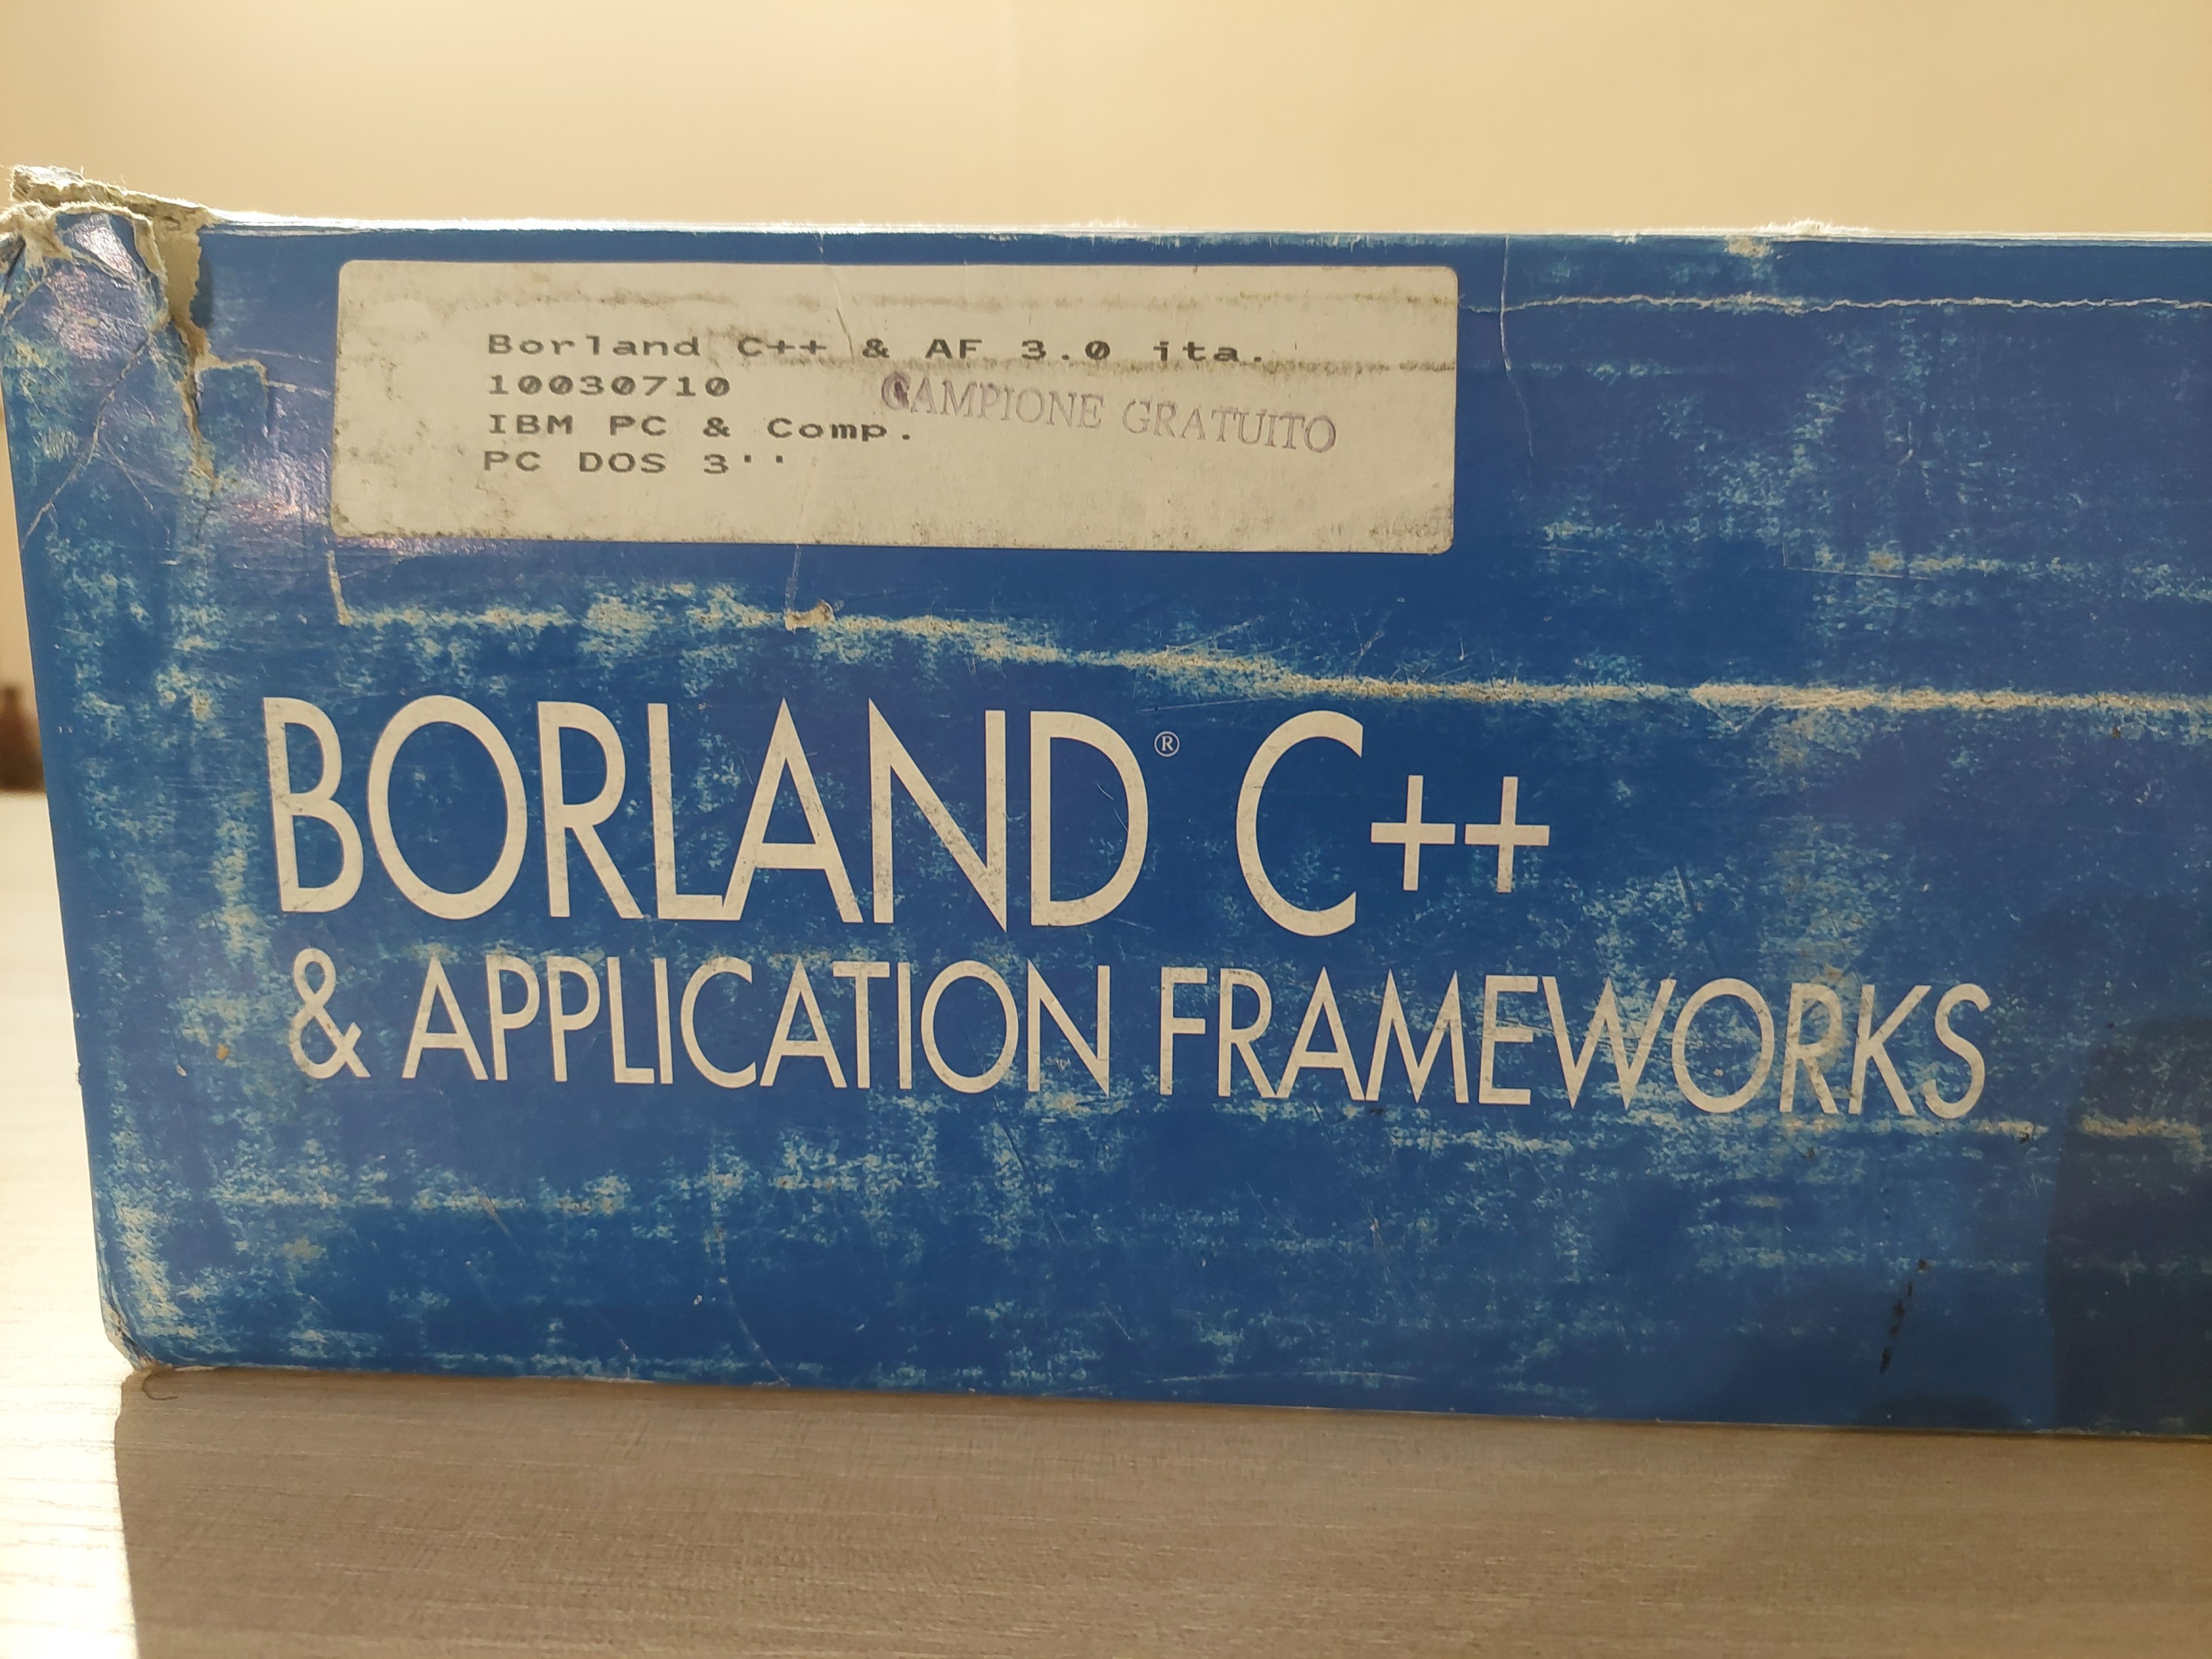 Borland C++ & AF 3.0 ita.
10030710
CAMPIONE GRATUITO
IBM PC & Comp.
PC DOS 3''
BORLAND® C++
& APPLICATION FRAMEWORKS